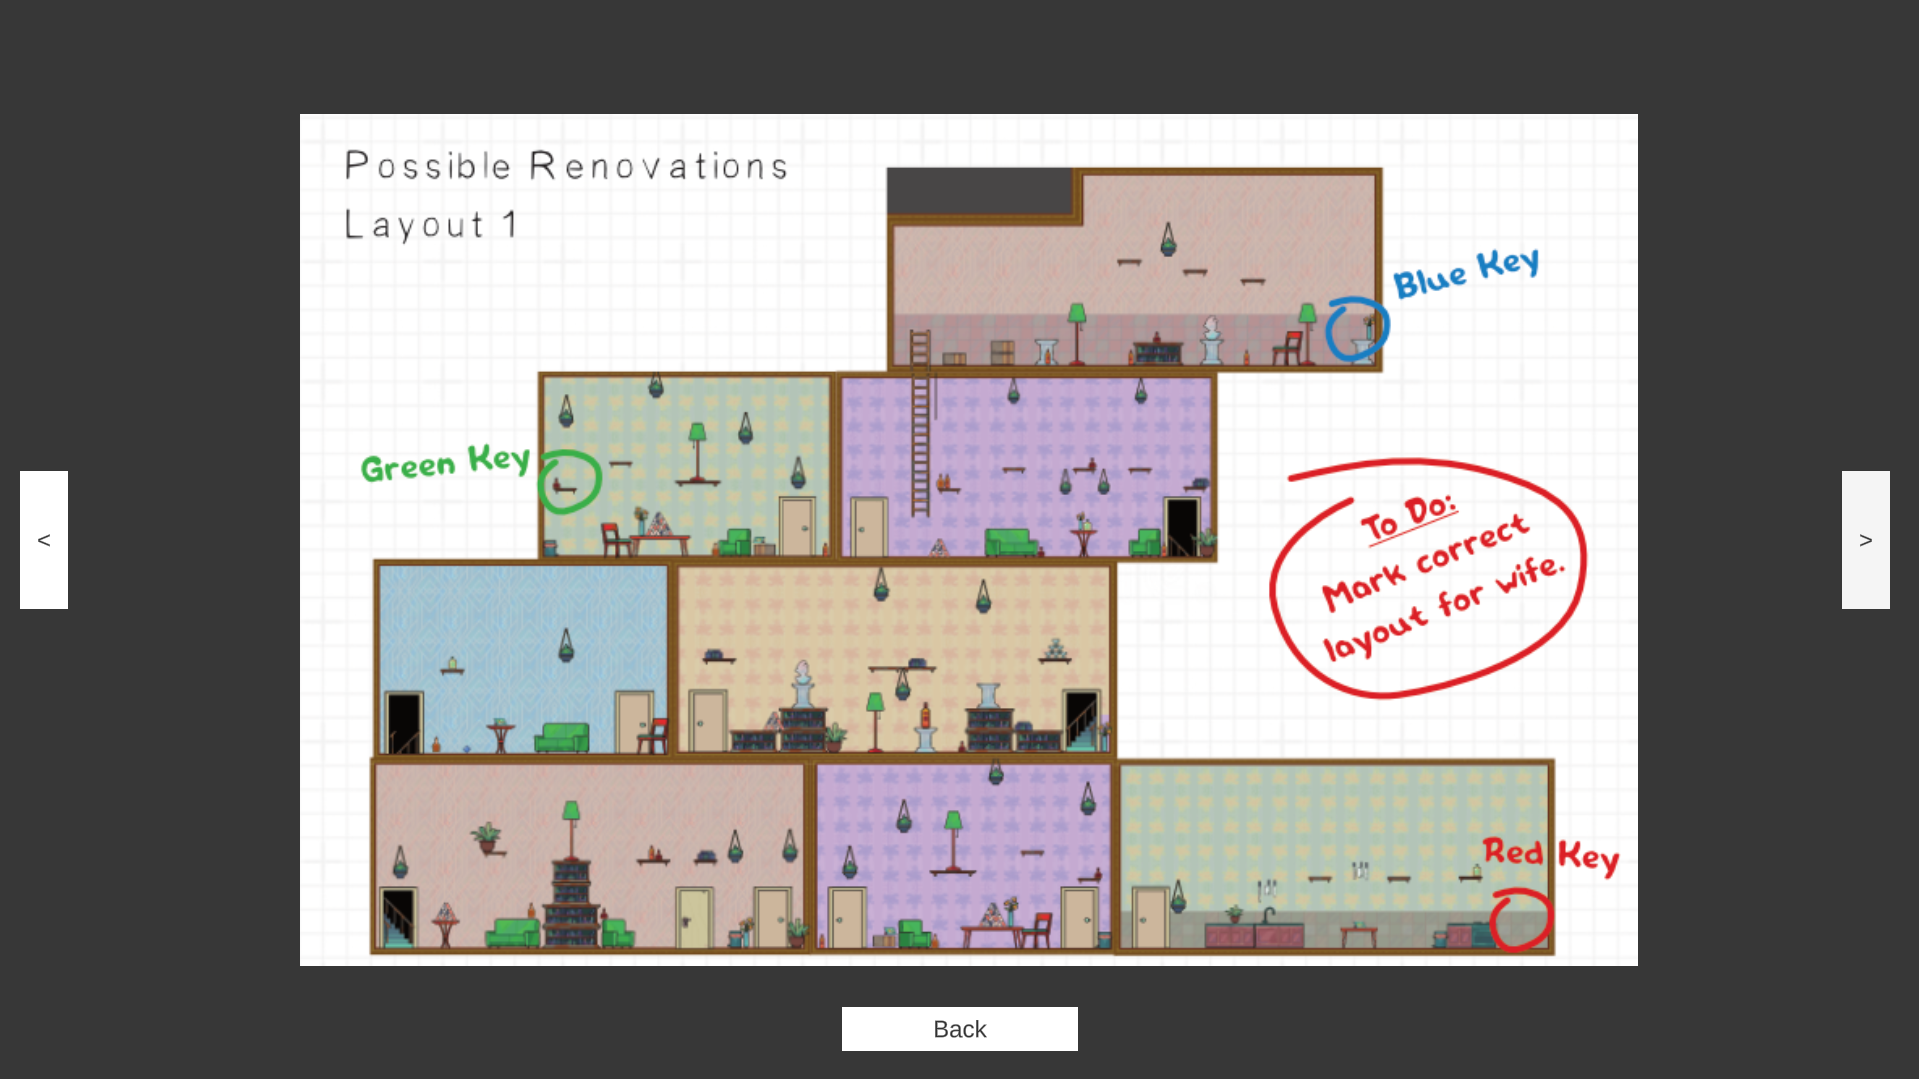 Possible Renovations
Layout 1
Blue Key
Green Key
To Do:
Mark correct
layout for wife.
<
>
Red Key
Back